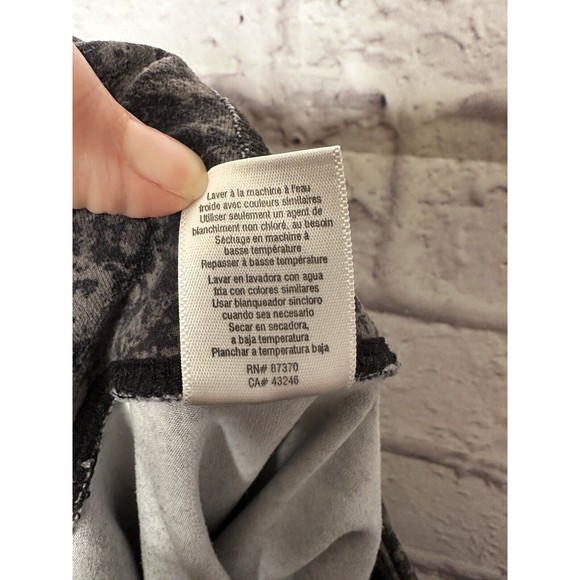 Laver à la machine à l'eau
froide avec couleurs similaires
Utiliser seulement un agent de
blanchiment non chloré, au besoin
Séchage en machine à
basse température
Repasser à basse température
Lavar en lavadora con agua
fria con colores similares
Usar blanqueador sincloro
cuando sea necesario
Secar en secadora,
a baja temperatura
Planchar a temperatura baja
RN# 87370
CA# 43246